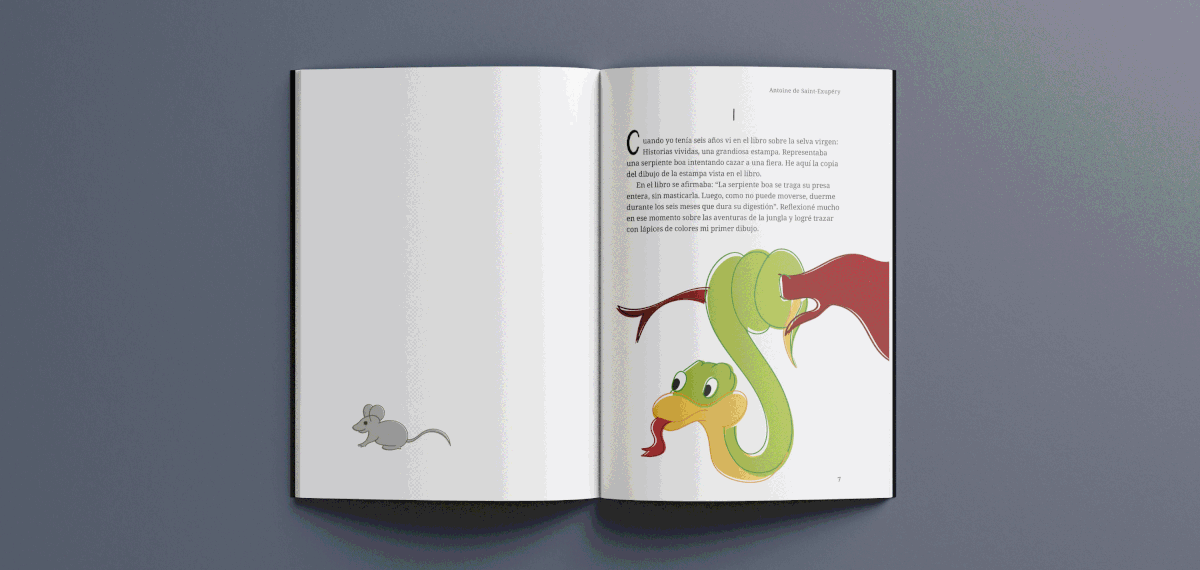 Antoine de Saint-Exupéry
I
Cuando yo tenía seis años vi en el libro sobre la selva virgen:
Historias vividas, una grandiosa estampa. Representaba
una serpiente boa intentando cazar a una fiera. He aquí la copia
del dibujo de la estampa vista en el libro.
En el libro se afirmaba: “La serpiente boa se traga su presa
entera, sin masticarla. Luego, como no puede moverse, duerme
durante los seis meses que dura su digestión”. Reflexioné mucho
en ese momento sobre las aventuras de la jungla y logré trazar
con lápices de colores mi primer dibujo.
7